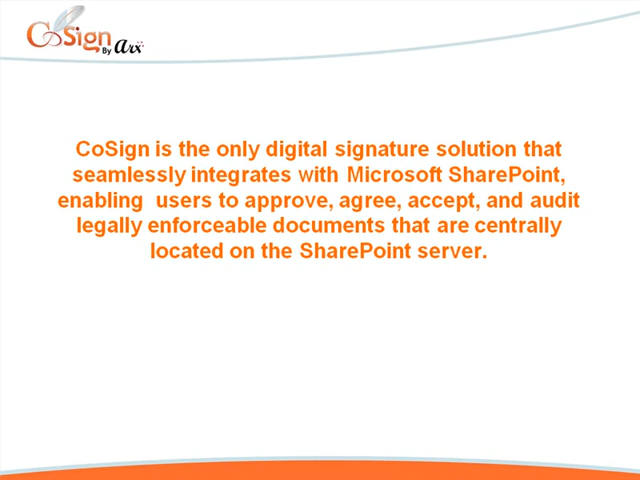 CoSign
By Arx
CoSign is the only digital signature solution that
seamlessly integrates with Microsoft SharePoint,
enabling  users to approve, agree, accept, and audit
legally enforceable documents that are centrally
located on the SharePoint server.